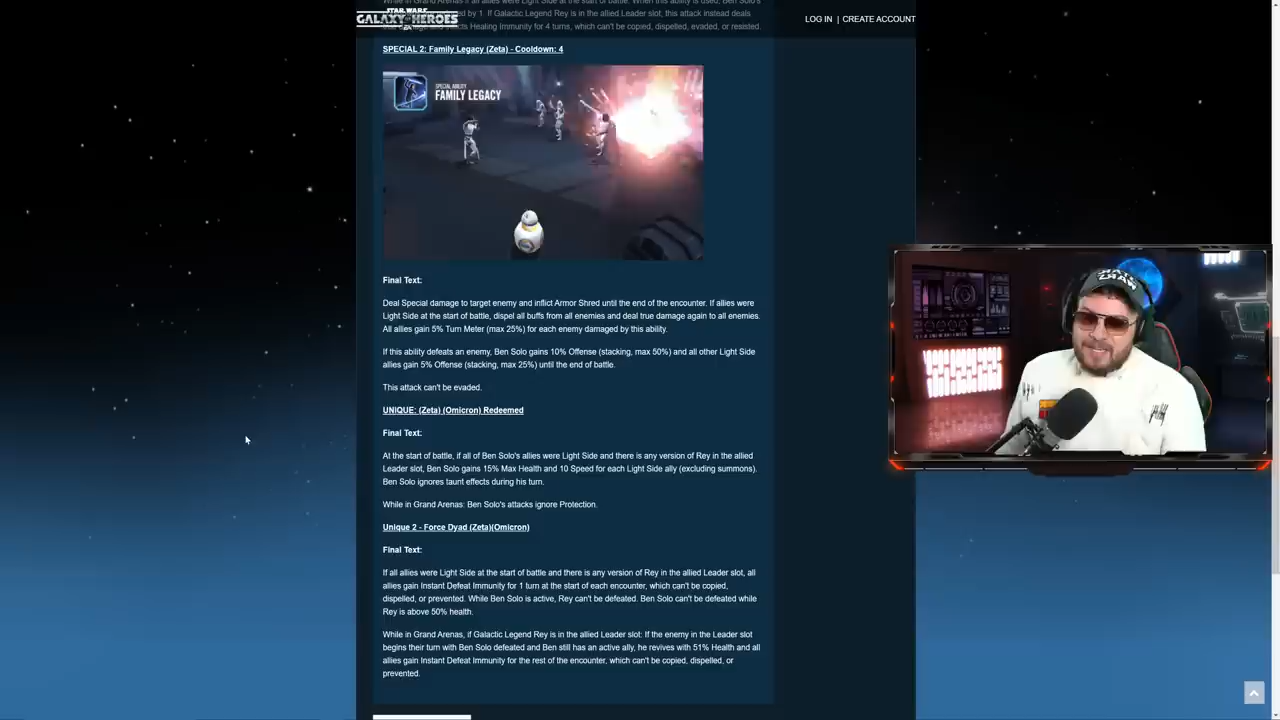 While in Grand Arenas if all allies were Light Side at the start of battle: When this ability is used, Ben Solo's
STAR WARS
GALAXY OF HEROES
LOG IN | CREATE ACCOUNT
by 1. If Galactic Legend Rey is in the allied Leader slot, this attack instead deals
Healing Immunity for 4 turns, which can't be copied, dispelled, evaded, or resisted.
SPECIAL 2: Family Legacy (Zeta) - Cooldown: 4
SPECIAL ABILITY
FAMILY LEGACY
Final Text:
Deal Special damage to target enemy and inflict Armor Shred until the end of the encounter. If allies were
Light Side at the start of battle, dispel all buffs from all enemies and deal true damage again to all enemies.
All allies gain 5% Turn Meter (max 25%) for each enemy damaged by this ability.
If this ability defeats an enemy, Ben Solo gains 10% Offense (stacking, max 50%) and all other Light Side
allies gain 5% Offense (stacking, max 25%) until the end of battle.
This attack can't be evaded.
UNIQUE: (Zeta) (Omicron) Redeemed
Final Text:
At the start of battle, if all of Ben Solo's allies were Light Side and there is any version of Rey in the allied
Leader slot, Ben Solo gains 15% Max Health and 10 Speed for each Light Side ally (excluding summons).
Ben Solo ignores taunt effects during his turn.
While in Grand Arenas: Ben Solo's attacks ignore Protection.
Unique 2 - Force Dyad (Zeta)(Omicron)
Final Text:
If all allies were Light Side at the start of battle and there is any version of Rey in the allied Leader slot, all
allies gain Instant Defeat Immunity for 1 turn at the start of each encounter, which can't be copied,
dispelled, or prevented. While Ben Solo is active, Rey can't be defeated. Ben Solo can't be defeated while
Rey is above 50% health.
While in Grand Arenas, if Galactic Legend Rey is in the allied Leader slot: If the enemy in the Leader slot
begins their turn with Ben Solo defeated and Ben still has an active ally, he revives with 51% Health and all
allies gain Instant Defeat Immunity for the rest of the encounter, which can't be copied, dispelled, or
prevented.